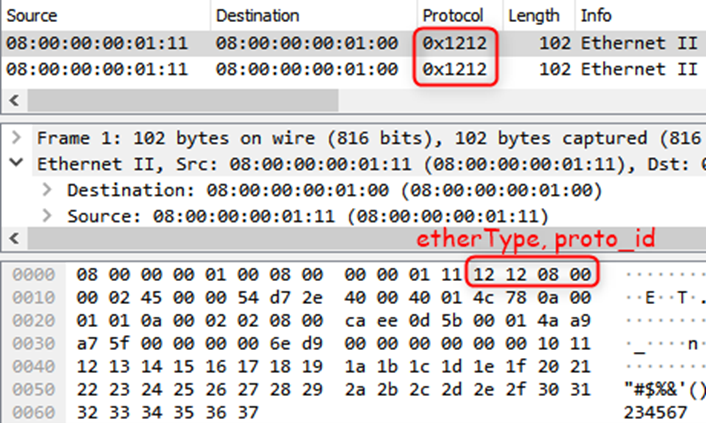 Source Destination Protocol Length Info
08:00:00:00:01:11 08:00:00:00:01:00 0x1212 102 Ethernet II
08:00:00:00:01:11 08:00:00:00:01:00 0x1212 102 Ethernet II
Frame 1: 102 bytes on wire (816 bits), 102 bytes captured (816
Ethernet II, Src: 08:00:00:00:01:11 (08:00:00:00:01:11), Dst: 0
Destination: 08:00:00:00:01:00 (08:00:00:00:01:00)
Source: 08:00:00:00:01:11 (08:00:00:00:01:11)
etherType, proto_id
0000 08 00 00 00 01 00 08 00 00 00 01 11 12 12 08 00 ········
0010 00 02 45 00 00 54 d7 2e 40 00 40 01 4c 78 0a 00 ··E··T·.
0020 01 01 0a 00 02 02 08 00 ca ee 0d 5b 00 01 4a a9 ········
0030 a7 5f 00 00 00 00 6e d9 00 00 00 00 00 00 10 11 ·_····n·
0040 12 13 14 15 16 17 18 19 1a 1b 1c 1d 1e 1f 20 21 ········
0050 22 23 24 25 26 27 28 29 2a 2b 2c 2d 2e 2f 30 31 "#$%&'()
0060 32 33 34 35 36 37 234567